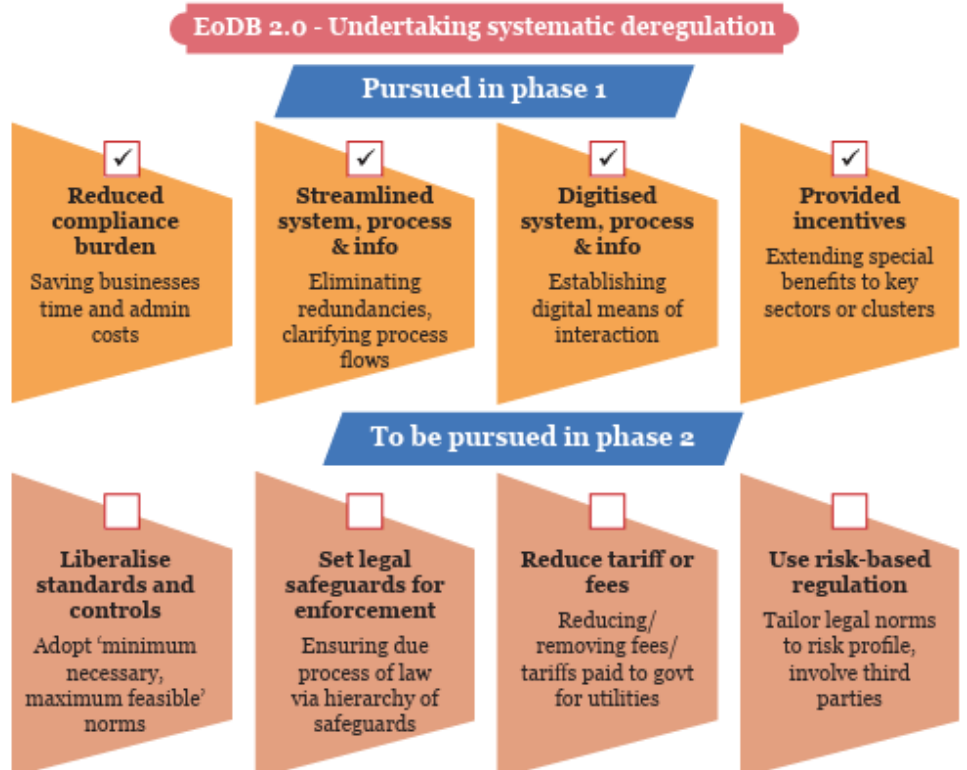 EoDB 2.0 - Undertaking systematic deregulation
Pursued in phase 1
Reduced
compliance
burden
Saving businesses
time and admin
costs
Streamlined
system, process
& info
Eliminating
redundancies,
clarifying process
flows
Digitised
system, process
& info
Establishing
digital means of
interaction
Provided
incentives
Extending special
benefits to key
sectors or clusters
To be pursued in phase 2
Liberalise
standards and
controls
Adopt ‘minimum
necessary,
maximum feasible’
norms
Set legal
safeguards for
enforcement
Ensuring due
process of law
via hierarchy of
safeguards
Reduce tariff or
fees
Reducing/
removing fees/
tariffs paid to govt
for utilities
Use risk-based
regulation
Tailor legal norms
to risk profile,
involve third
parties